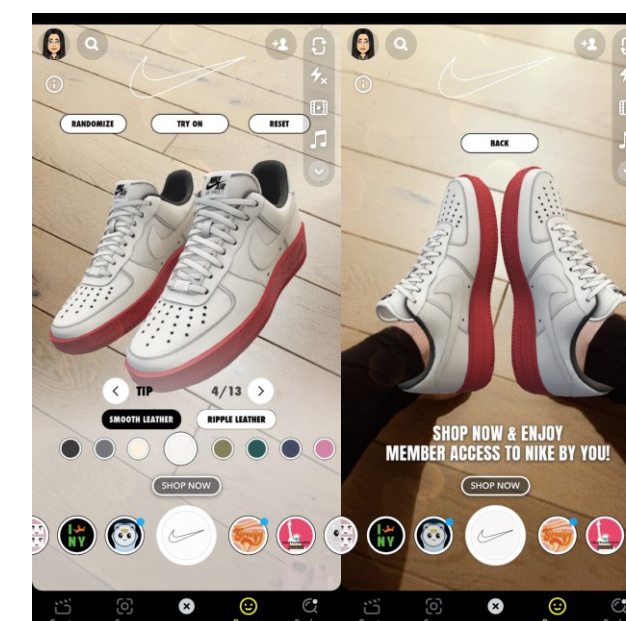 RANDOMIZE
TRY ON
RESET
NIKE
AIR
TIP
4/13
SMOOTH LEATHER
RIPPLE LEATHER
SHOP NOW
I
NY
BACK
SHOP NOW & ENJOY
MEMBER ACCESS TO NIKE BY YOU!
SHOP NOW
I
NY